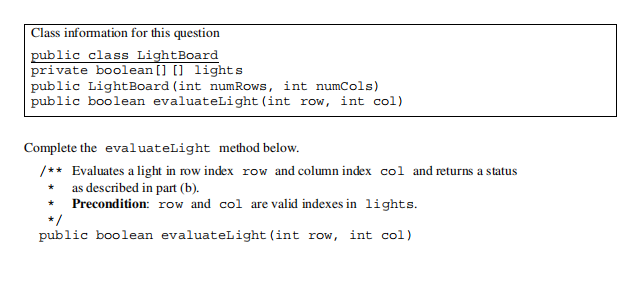 Class information for this question
public class LightBoard
private boolean[][] lights
public LightBoard(int numRows, int numCols)
public boolean evaluateLight(int row, int col)
Complete the evaluateLight method below.
/** Evaluates a light in row index row and column index col and returns a status
* as described in part (b).
* Precondition: row and col are valid indexes in lights.
*/
public boolean evaluateLight(int row, int col)